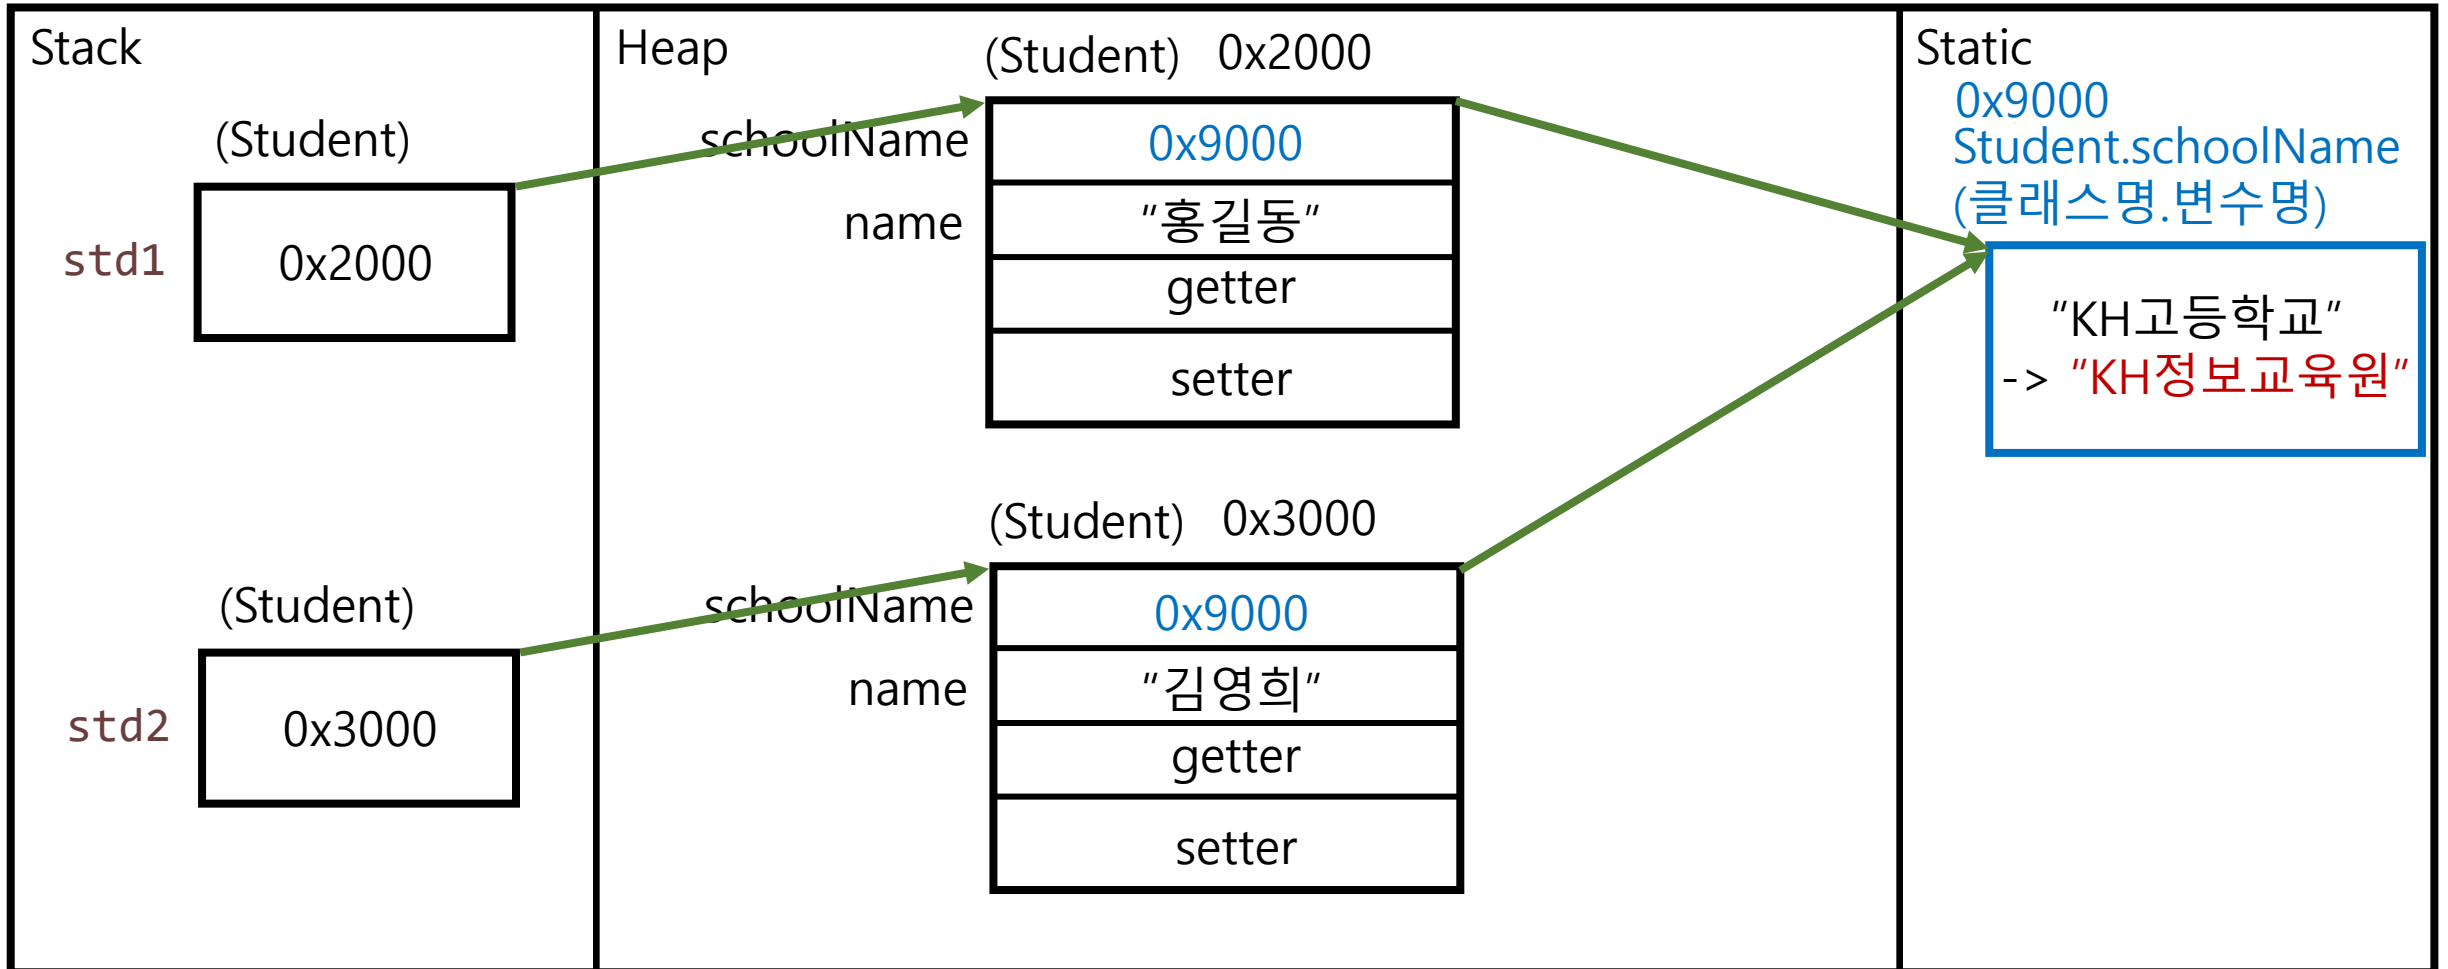 Stack
(Student)
std1
0x2000
(Student)
std2
0x3000
Heap
(Student) 0x2000
schoolName
0x9000
name
"홍길동"
getter
setter
(Student) 0x3000
schoolName
0x9000
name
"김영희"
getter
setter
Static
0x9000
Student.schoolName
(클래스명.변수명)
"KH고등학교"
-> "KH정보교육원"